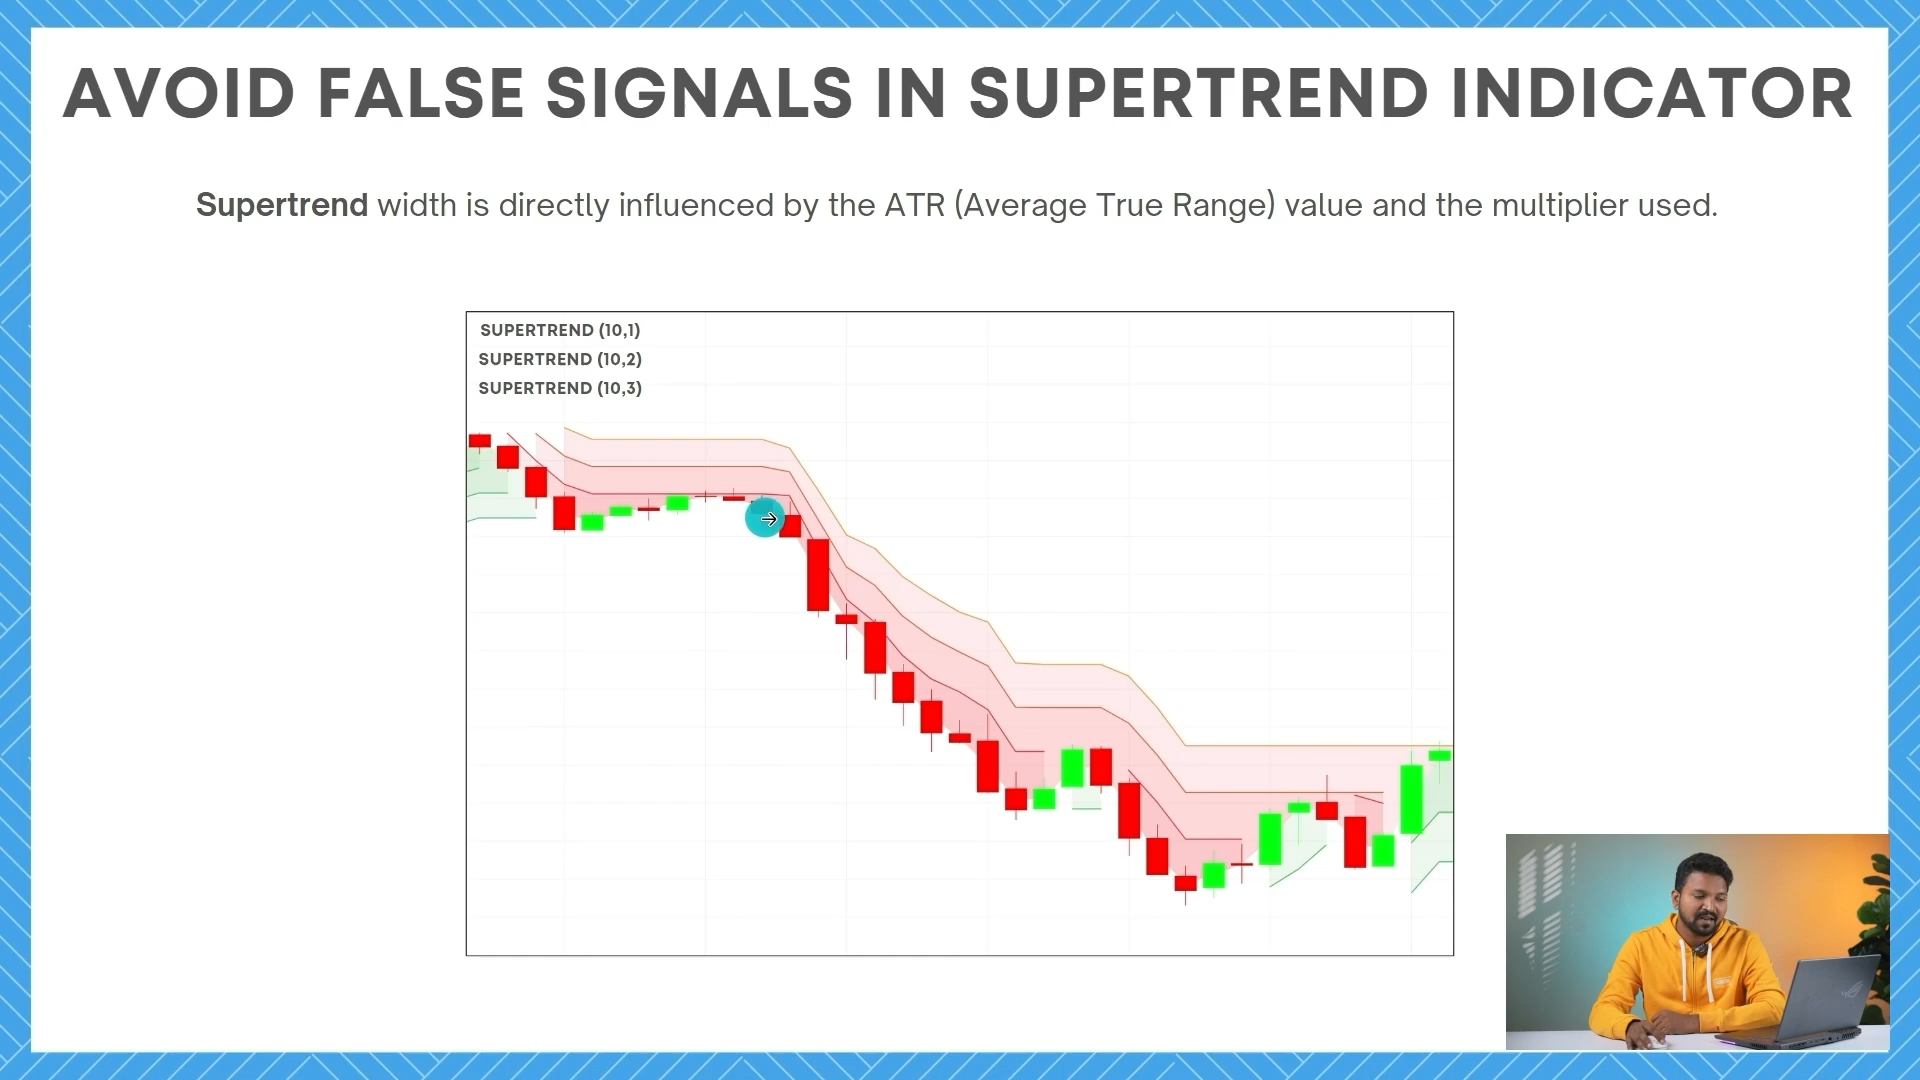 AVOID FALSE SIGNALS IN SUPERTREND INDICATOR
Supertrend width is directly influenced by the ATR (Average True Range) value and the multiplier used.
SUPERTREND (10,1)
SUPERTREND (10,2)
SUPERTREND (10,3)